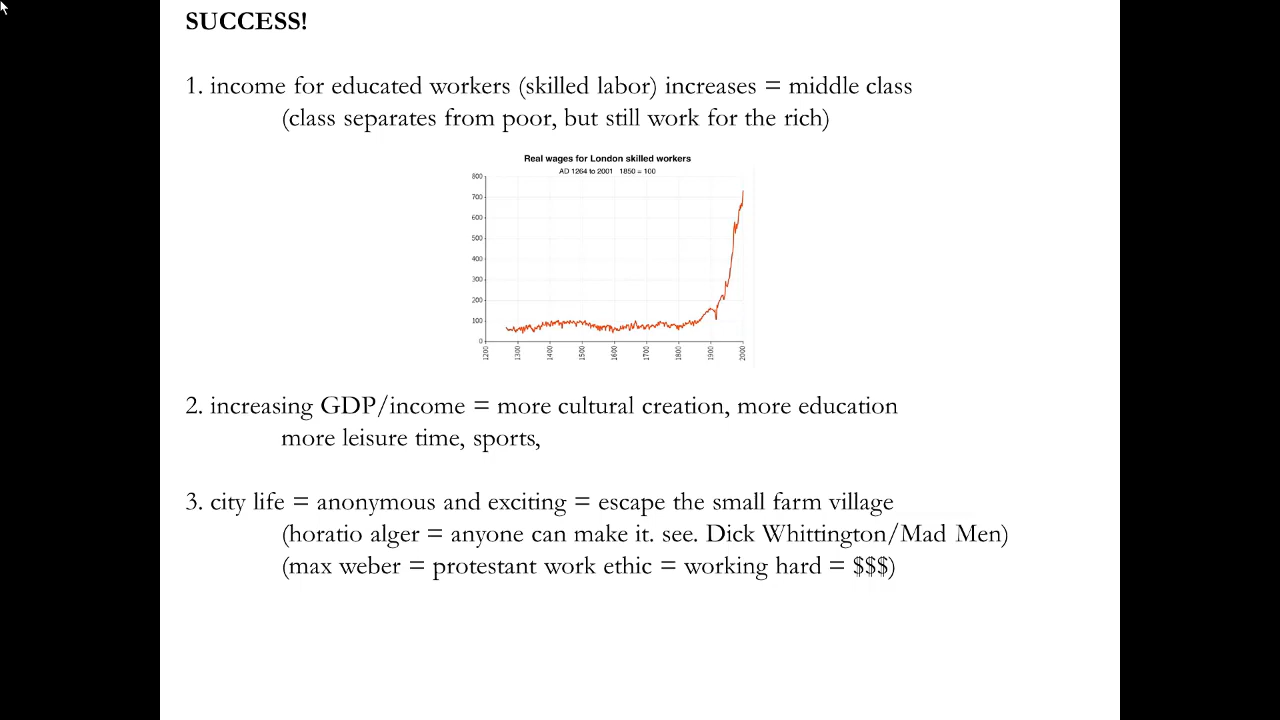 SUCCESS!
1. income for educated workers (skilled labor) increases = middle class
(class separates from poor, but still work for the rich)
Real wages for London skilled workers
AD 1264 to 2001 1850 = 100
800
700
600
500
400
300
200
100
0
1200 1300 1400 1500 1600 1700 1800 1900 2000
2. increasing GDP/income = more cultural creation, more education
more leisure time, sports,
3. city life = anonymous and exciting = escape the small farm village
(horatio alger = anyone can make it. see. Dick Whittington/Mad Men)
(max weber = protestant work ethic = working hard = $$$)